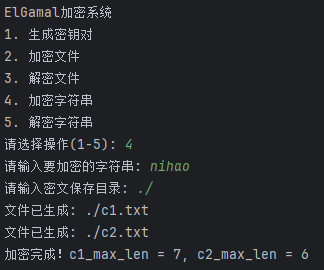 ElGamal加密系统
1. 生成密钥对
2. 加密文件
3. 解密文件
4. 加密字符串
5. 解密字符串
请选择操作(1-5): 4
请输入要加密的字符串: nihao
请输入密文保存目录: ./
文件已生成: ./c1.txt
文件已生成: ./c2.txt
加密完成! c1_max_len = 7, c2_max_len = 6